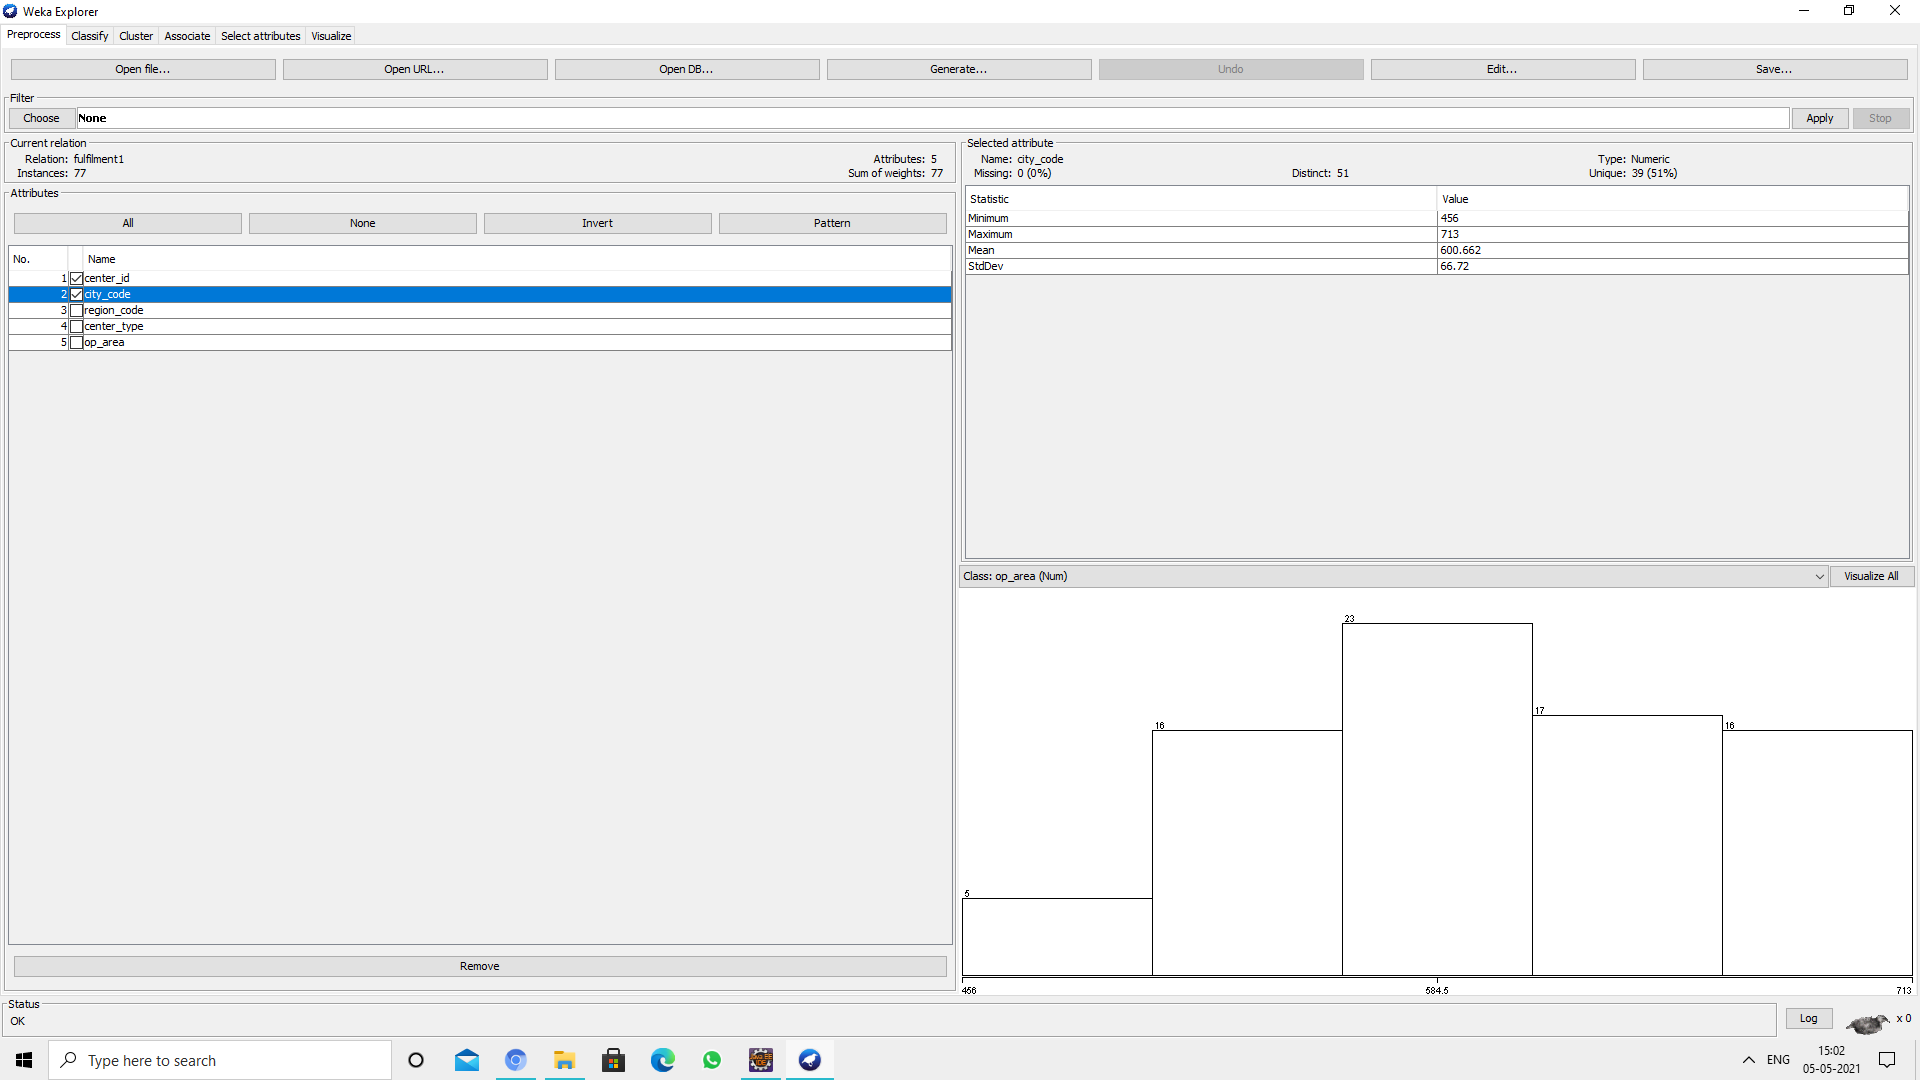 Weka Explorer
Preprocess Classify Cluster Associate Select attributes Visualize
Open file... Open URL... Open DB... Generate... Undo Edit... Save...
Filter
Choose None Apply Stop
Current relation
Relation: fulfilment1 Attributes: 5
Instances: 77 Sum of weights: 77
Attributes
All None Invert Pattern
No. Name
1 center_id
2 city_code
3 region_code
4 center_type
5 op_area
Remove
Selected attribute
Name: city_code Type: Numeric
Missing: 0 (0%) Distinct: 51 Unique: 39 (51%)
Statistic Value
Minimum 456
Maximum 713
Mean 600.662
StdDev 66.72
Class: op_area (Num) Visualize All
23
17
16 16
5
456 584.5 713
Status
OK
Log x 0
Type here to search
ENG
15:02
05-05-2021